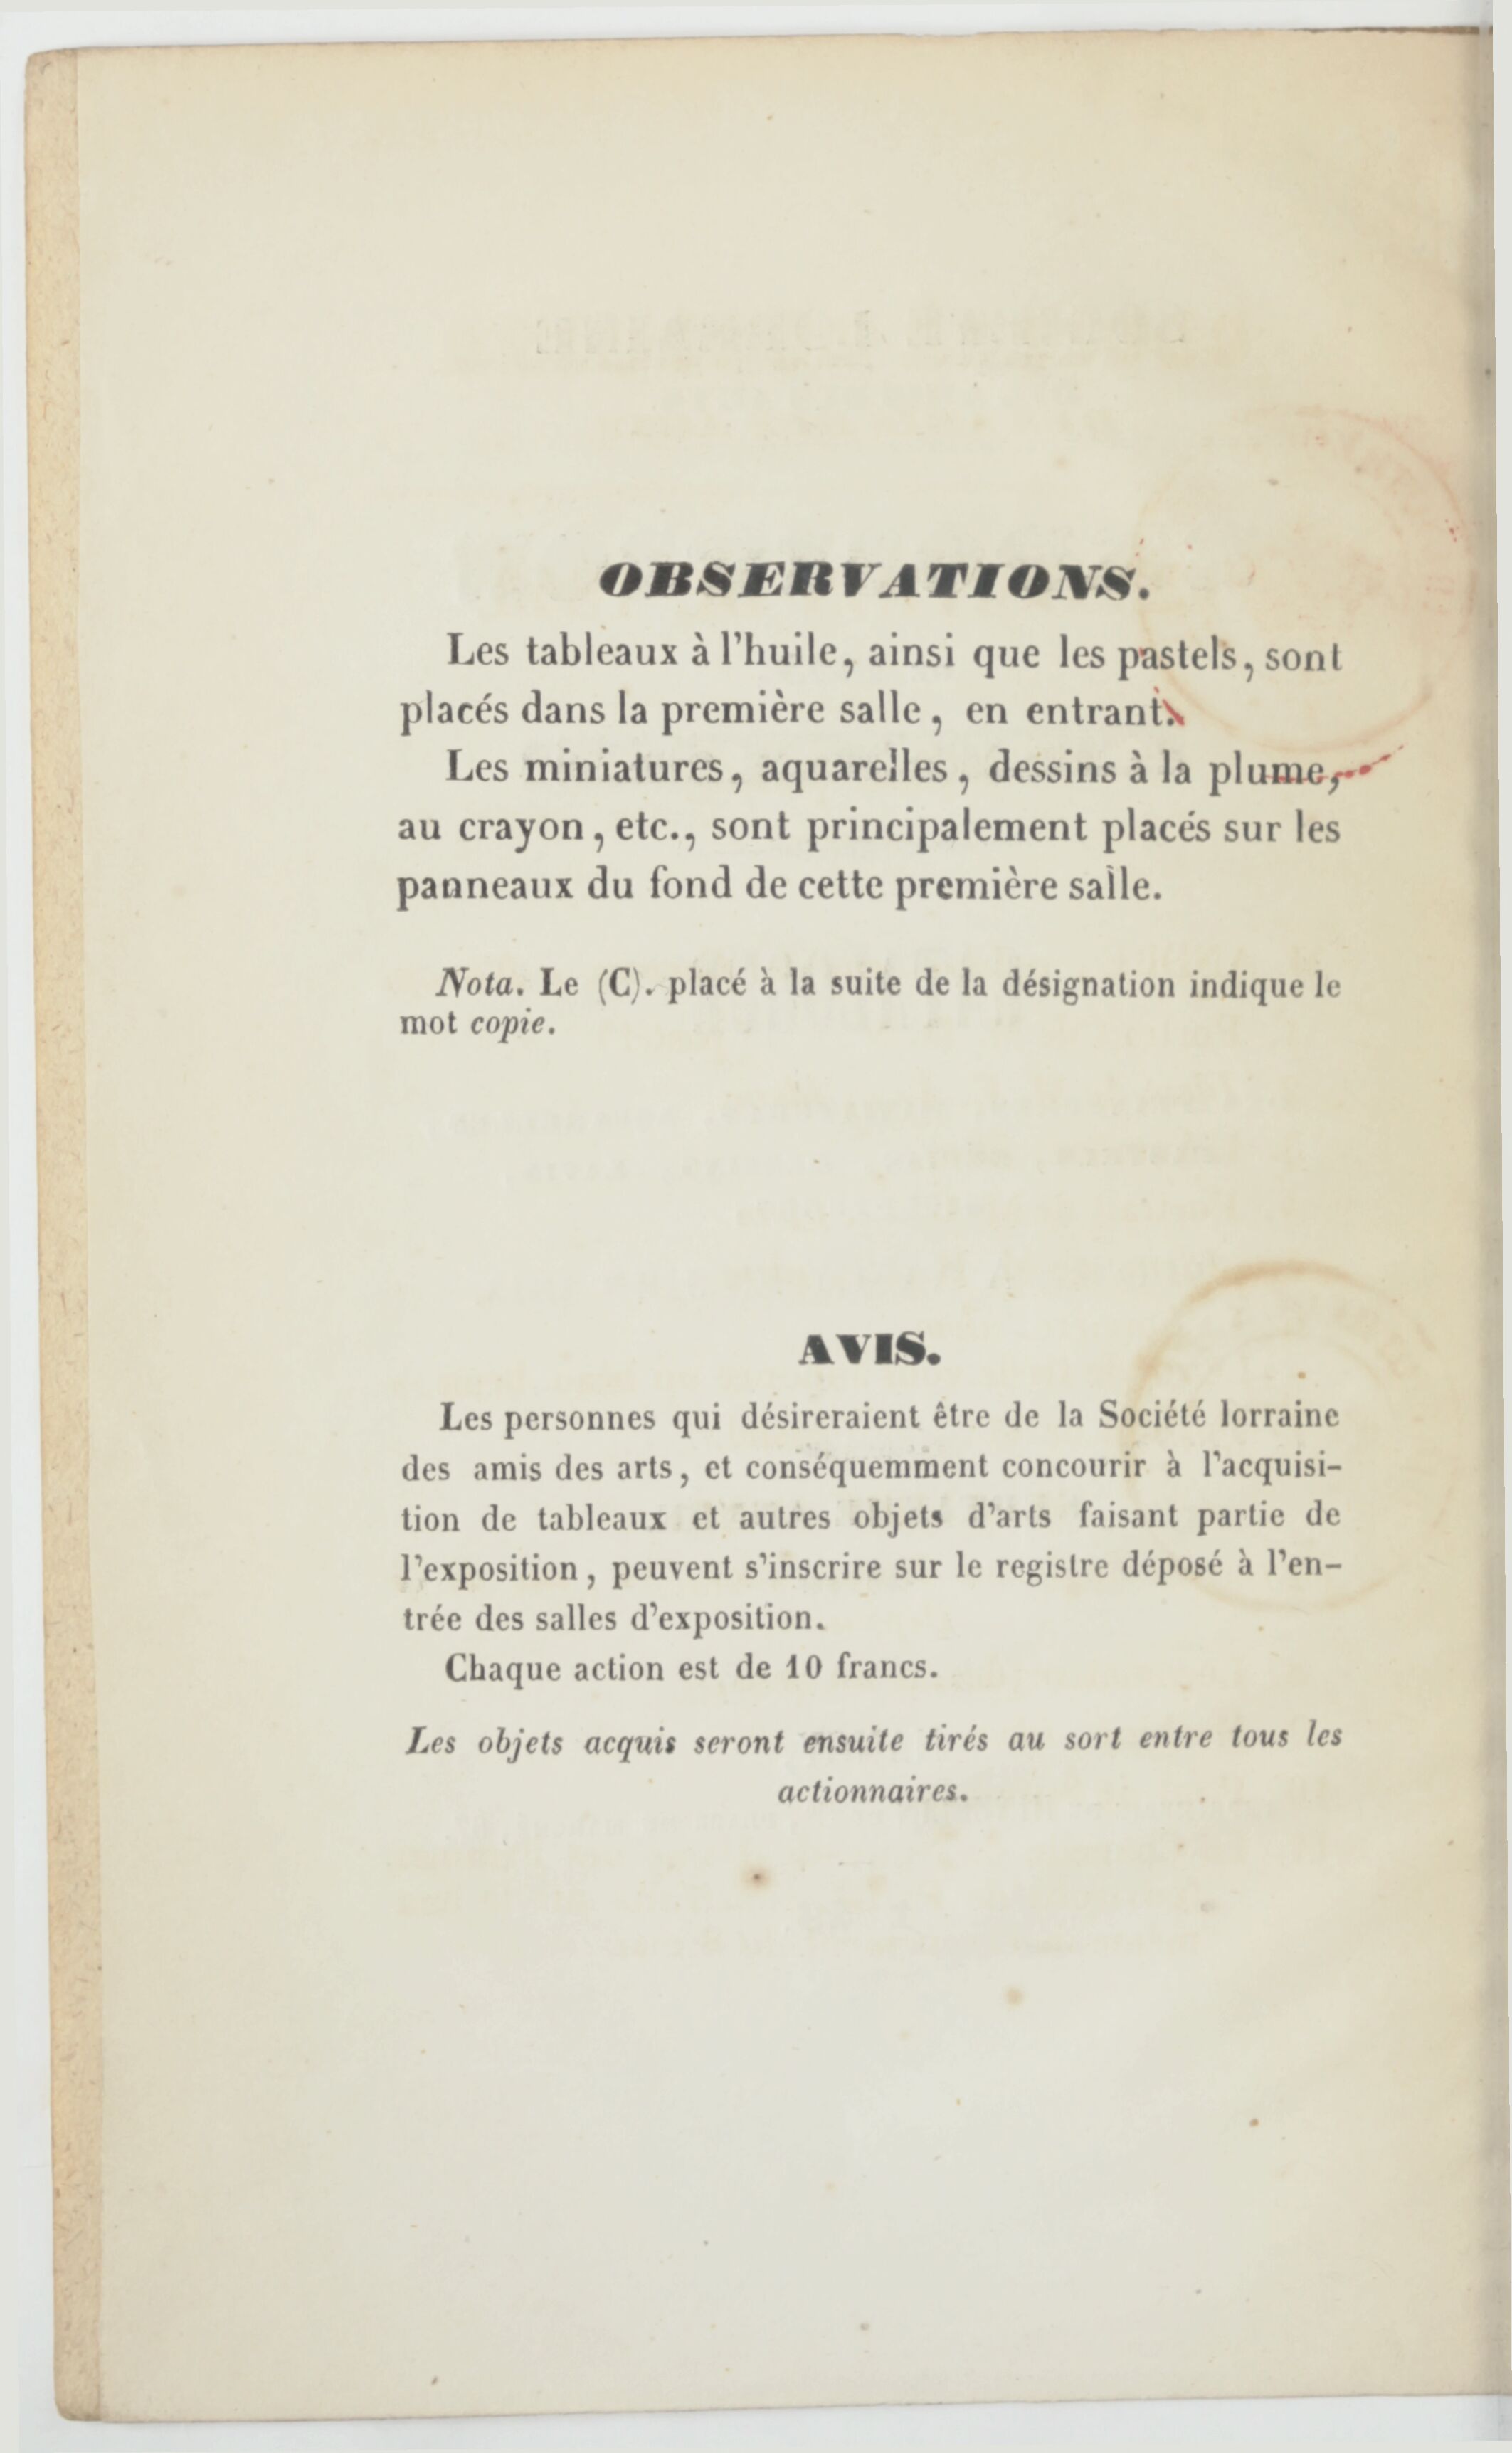 OBSERVATIONS.
Les tableaux à l'huile, ainsi que les pastels, sont
placés dans la première salle, en entrant.
Les miniatures, aquarelles, dessins à la plume,
au crayon, etc., sont principalement placés sur les
panneaux du fond de cette première salle.
Nota. Le (C). placé à la suite de la désignation indique le
mot copie.
AVIS.
Les personnes qui désireraient être de la Société lorraine
des amis des arts, et conséquemment concourir à l'acquisi-
tion de tableaux et autres objets d'arts faisant partie de
l'exposition, peuvent s'inscrire sur le registre déposé à l'en-
trée des salles d'exposition.
Chaque action est de 10 francs.
Les objets acquis seront ensuite tirés au sort entre tous les
actionnaires.